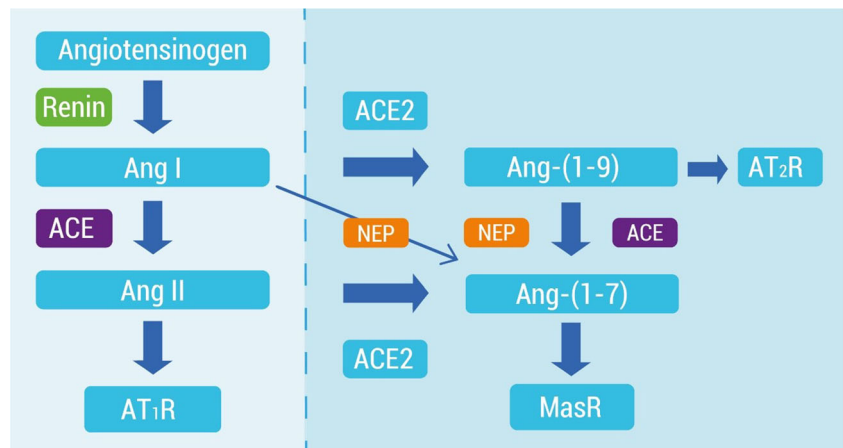 Angiotensinogen
Renin
ACE2
Ang I
Ang-(1-9)
AT₂R
ACE
NEP
NEP
ACE
Ang II
Ang-(1-7)
ACE2
AT₁R
MasR